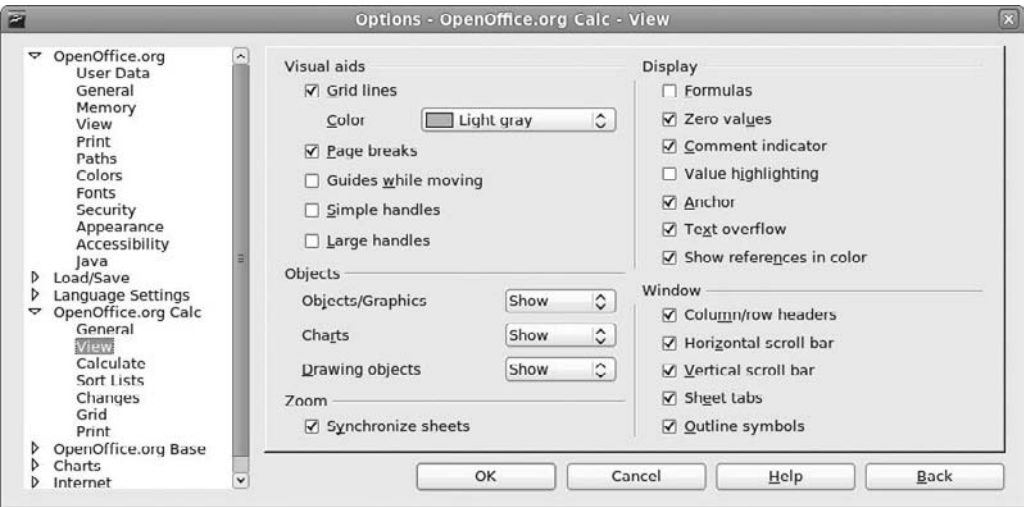 Options - OpenOffice.org Calc - View
OpenOffice.org
User Data
General
Memory
View
Print
Paths
Colors
Fonts
Security
Appearance
Accessibility
Java
Load/Save
Language Settings
OpenOffice.org Calc
General
View
Calculate
Sort Lists
Changes
Grid
Print
OpenOffice.org Base
Charts
Internet
Visual aids
Grid lines
Color Light gray
Page breaks
Guides while moving
Simple handles
Large handles
Objects
Objects/Graphics Show
Charts Show
Drawing objects Show
Zoom
Synchronize sheets
Display
Formulas
Zero values
Comment indicator
Value highlighting
Anchor
Text overflow
Show references in color
Window
Column/row headers
Horizontal scroll bar
Vertical scroll bar
Sheet tabs
Outline symbols
OK Cancel Help Back